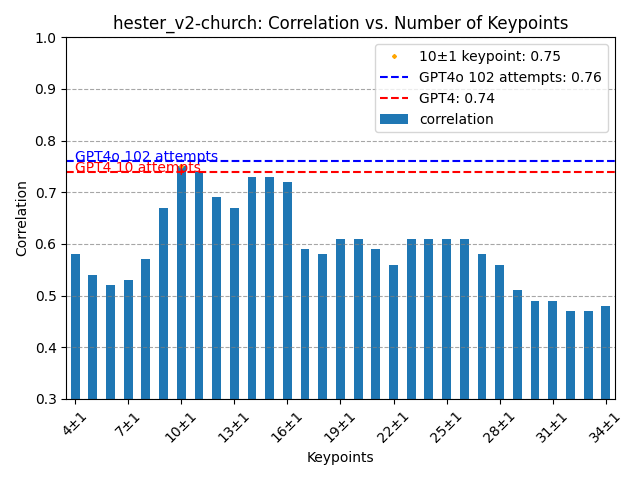 hester_v2-church: Correlation vs. Number of Keypoints
1.0
0.9
0.8
0.7
0.6
0.5
0.4
0.3
Correlation
10±1 keypoint: 0.75
GPT4o 102 attempts: 0.76
GPT4: 0.74
correlation
GPT4o 102 attempts
GPT4 10 attempts
4±1
7±1
10±1
13±1
16±1
19±1
22±1
25±1
28±1
31±1
34±1
Keypoints